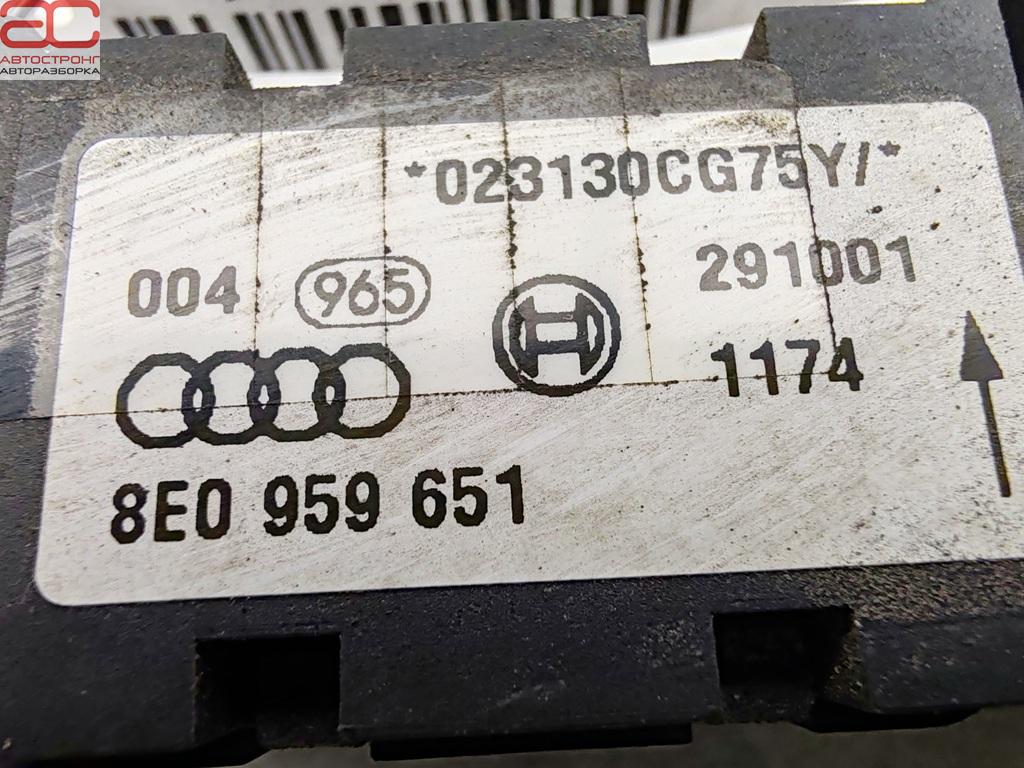 АС
АВТОСТРОНГ
АВТОРАЗБОРКА
*023130CG75Y/*
004 965 291001
1174
8E0 959 651